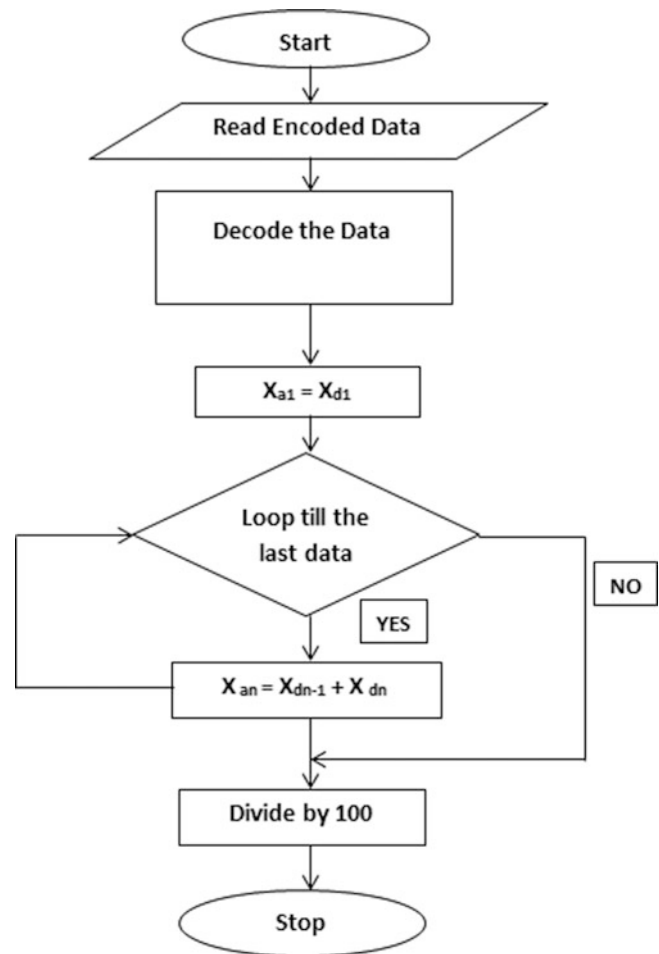 Start
Read Encoded Data
Decode the Data
Xa1 = Xd1
Loop till the
last data
NO
YES
X an = Xdn-1 + X dn
Divide by 100
Stop